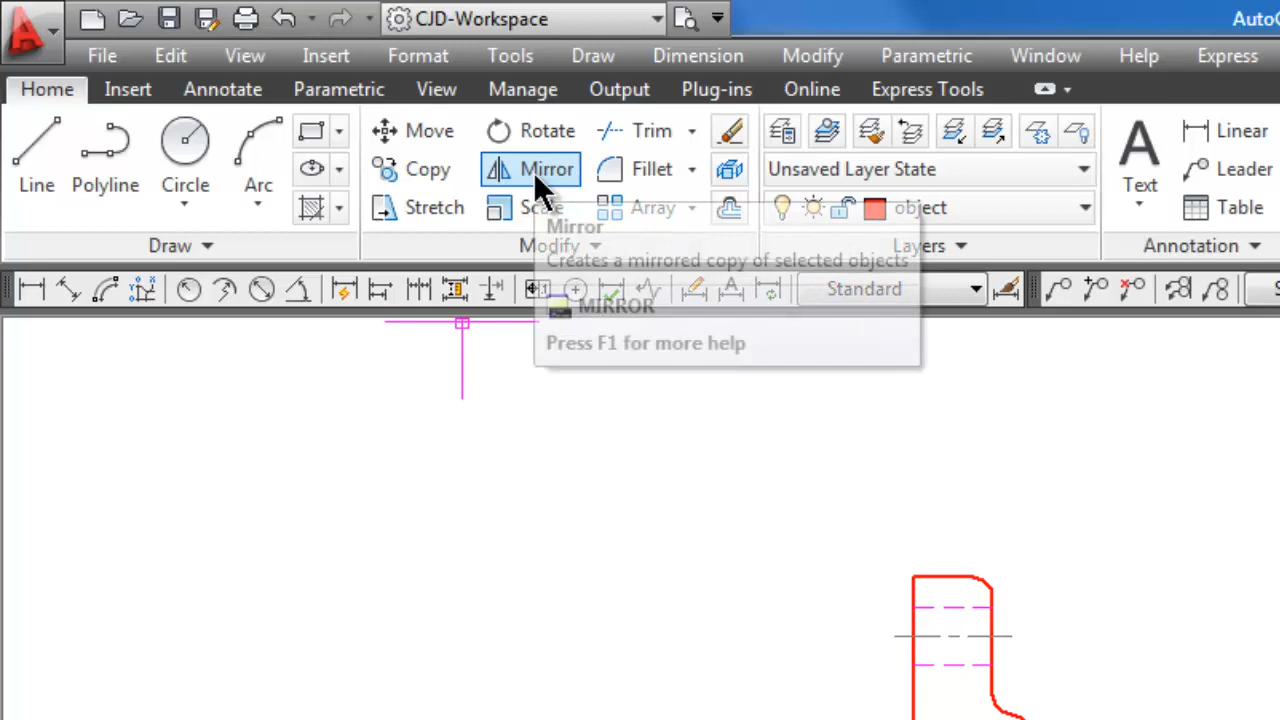 CJD-Workspace
AutoC
File Edit View Insert Format Tools Draw Dimension Modify Parametric Window Help Express
Home Insert Annotate Parametric View Manage Output Plug-ins Online Express Tools
Move Rotate Trim Linear
Line Polyline Circle Arc Copy Mirror Fillet Unsaved Layer State A Text Leader
Stretch Scale Array object Table
Draw Modify Layers Annotation
Mirror
Creates a mirrored copy of selected objects
Standard
MIRROR
Press F1 for more help